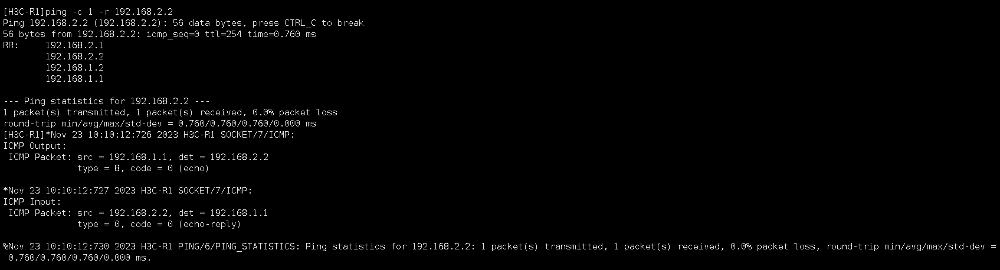 [H3C-R1]ping -c 1 -r 192.168.2.2
Ping 192.168.2.2 (192.168.2.2): 56 data bytes, press CTRL_C to break
56 bytes from 192.168.2.2: icmp_seq=0 ttl=254 time=0.760 ms
RR:     192.168.2.1
        192.168.2.2
        192.168.1.2
        192.168.1.1

--- Ping statistics for 192.168.2.2 ---
1 packet(s) transmitted, 1 packet(s) received, 0.0% packet loss
round-trip min/avg/max/std-dev = 0.760/0.760/0.760/0.000 ms
[H3C-R1]*Nov 23 10:10:12:726 2023 H3C-R1 SOCKET/7/ICMP:
ICMP Output:
 ICMP Packet: src = 192.168.1.1, dst = 192.168.2.2
              type = 8, code = 0 (echo)

*Nov 23 10:10:12:727 2023 H3C-R1 SOCKET/7/ICMP:
ICMP Input:
 ICMP Packet: src = 192.168.2.2, dst = 192.168.1.1
              type = 0, code = 0 (echo-reply)

%Nov 23 10:10:12:730 2023 H3C-R1 PING/6/PING_STATISTICS: Ping statistics for 192.168.2.2: 1 packet(s) transmitted, 1 packet(s) received, 0.0% packet loss, round-trip min/avg/max/std-dev =
 0.760/0.760/0.760/0.000 ms.